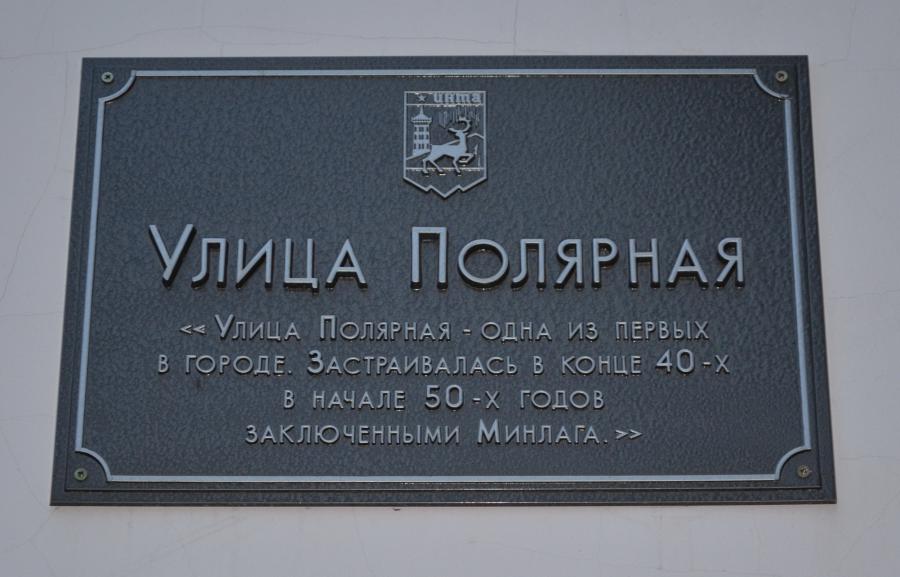 инта
Улица Полярная
« Улица Полярная - одна из первых
в городе. Застраивалась в конце 40-х
в начале 50-х годов
заключенными Минлага. »